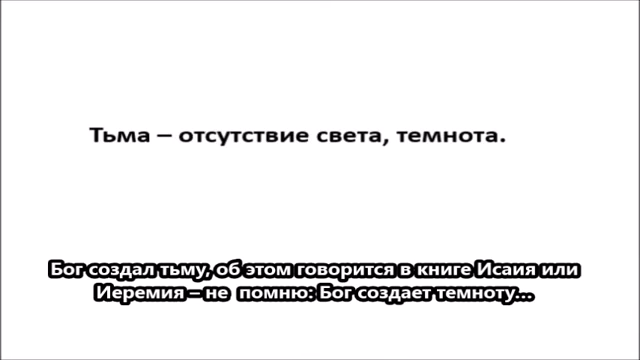 Тьма – отсутствие света, темнота.
Бог создал тьму, об этом говорится в книге Исаия или
Иеремия – не помню: Бог создает темноту...